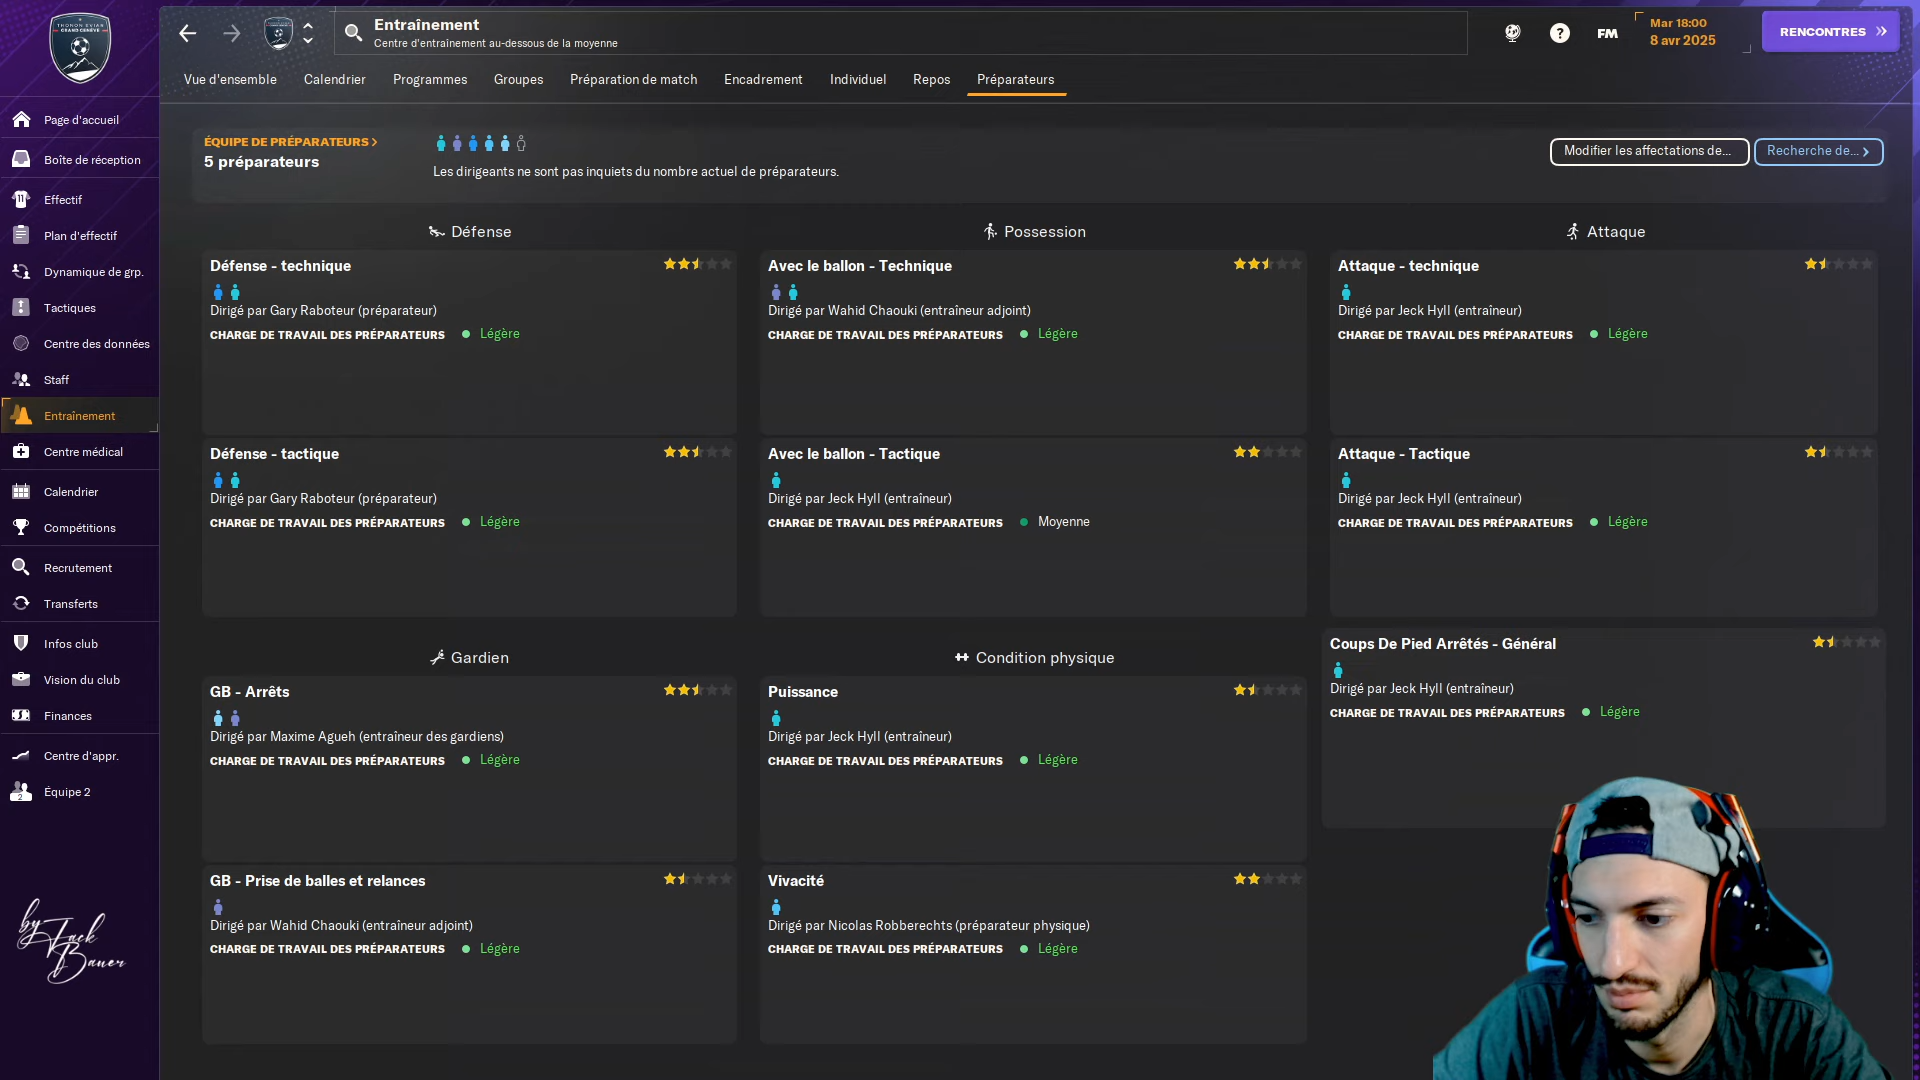 THONON EVIAN
GRAND GENÈVE
Entraînement
Centre d'entraînement au-dessous de la moyenne
FM
Mar 18:00
8 avr 2025
RENCONTRES
Vue d'ensemble
Calendrier
Programmes
Groupes
Préparation de match
Encadrement
Individuel
Repos
Préparateurs
Page d'accueil
Boîte de réception
Effectif
Plan d'effectif
Dynamique de grp.
Tactiques
Centre des données
Staff
Entraînement
Centre médical
Calendrier
Compétitions
Recrutement
Transferts
Infos club
Vision du club
Finances
Centre d'appr.
Équipe 2
by Jack
Bauer
ÉQUIPE DE PRÉPARATEURS >
5 préparateurs
Les dirigeants ne sont pas inquiets du nombre actuel de préparateurs.
Modifier les affectations de...
Recherche de... >
Défense
Défense - technique
Dirigé par Gary Raboteur (préparateur)
CHARGE DE TRAVAIL DES PRÉPARATEURS Légère
Défense - tactique
Dirigé par Gary Raboteur (préparateur)
CHARGE DE TRAVAIL DES PRÉPARATEURS Légère
Possession
Avec le ballon - Technique
Dirigé par Wahid Chaouki (entraîneur adjoint)
CHARGE DE TRAVAIL DES PRÉPARATEURS Légère
Avec le ballon - Tactique
Dirigé par Jeck Hyll (entraîneur)
CHARGE DE TRAVAIL DES PRÉPARATEURS Moyenne
Attaque
Attaque - technique
Dirigé par Jeck Hyll (entraîneur)
CHARGE DE TRAVAIL DES PRÉPARATEURS Légère
Attaque - Tactique
Dirigé par Jeck Hyll (entraîneur)
CHARGE DE TRAVAIL DES PRÉPARATEURS Légère
Gardien
GB - Arrêts
Dirigé par Maxime Agueh (entraîneur des gardiens)
CHARGE DE TRAVAIL DES PRÉPARATEURS Légère
GB - Prise de balles et relances
Dirigé par Wahid Chaouki (entraîneur adjoint)
CHARGE DE TRAVAIL DES PRÉPARATEURS Légère
Condition physique
Puissance
Dirigé par Jeck Hyll (entraîneur)
CHARGE DE TRAVAIL DES PRÉPARATEURS Légère
Vivacité
Dirigé par Nicolas Robberechts (préparateur physique)
CHARGE DE TRAVAIL DES PRÉPARATEURS Légère
Coups De Pied Arrêtés - Général
Dirigé par Jeck Hyll (entraîneur)
CHARGE DE TRAVAIL DES PRÉPARATEURS Légère